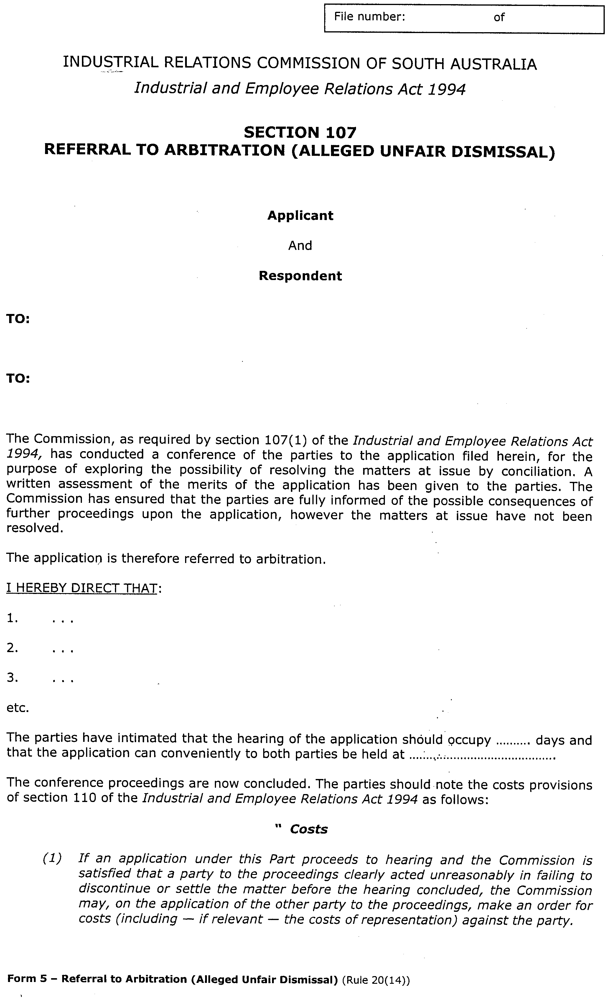 File number: of
INDUSTRIAL RELATIONS COMMISSION OF SOUTH AUSTRALIA
Industrial and Employee Relations Act 1994
SECTION 107
REFERRAL TO ARBITRATION (ALLEGED UNFAIR DISMISSAL)
Applicant
And
Respondent
TO:
TO:
The Commission, as required by section 107(1) of the Industrial and Employee Relations Act
1994, has conducted a conference of the parties to the application filed herein, for the
purpose of exploring the possibility of resolving the matters at issue by conciliation. A
written assessment of the merits of the application has been given to the parties. The
Commission has ensured that the parties are fully informed of the possible consequences of
further proceedings upon the application, however the matters at issue have not been
resolved.
The application is therefore referred to arbitration.
I HEREBY DIRECT THAT:
1. . . .
2. . . .
3. . . .
etc.
The parties have intimated that the hearing of the application should occupy .......... days and
that the application can conveniently to both parties be held at ...........................................
The conference proceedings are now concluded. The parties should note the costs provisions
of section 110 of the Industrial and Employee Relations Act 1994 as follows:
" Costs
(1) If an application under this Part proceeds to hearing and the Commission is
satisfied that a party to the proceedings clearly acted unreasonably in failing to
discontinue or settle the matter before the hearing concluded, the Commission
may, on the application of the other party to the proceedings, make an order for
costs (including — if relevant — the costs of representation) against the party.
Form 5 – Referral to Arbitration (Alleged Unfair Dismissal) (Rule 20(14))